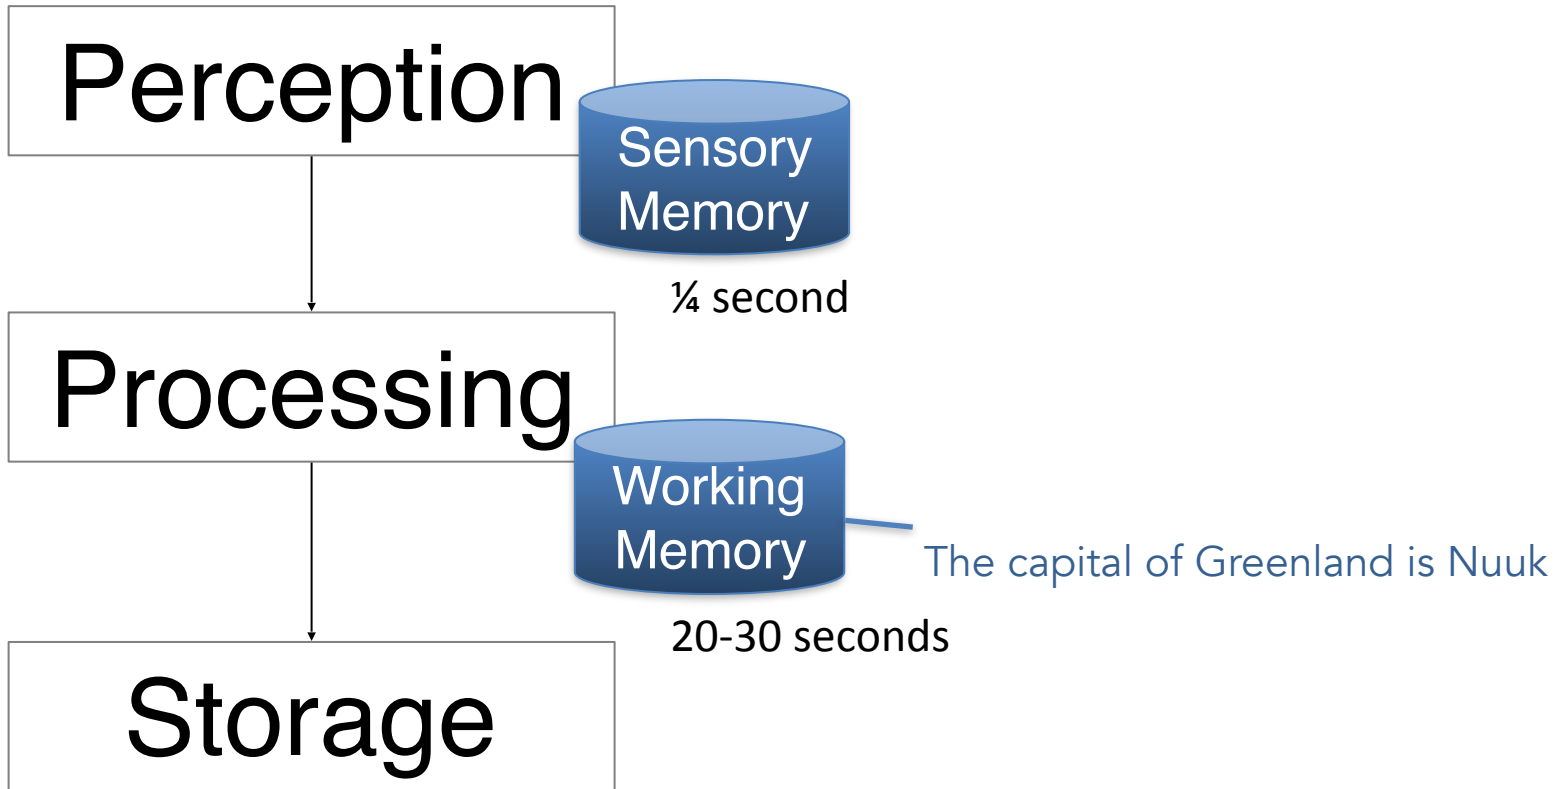 Perception
Sensory
Memory
¼ second
Processing
Working
Memory
The capital of Greenland is Nuuk
20-30 seconds
Storage